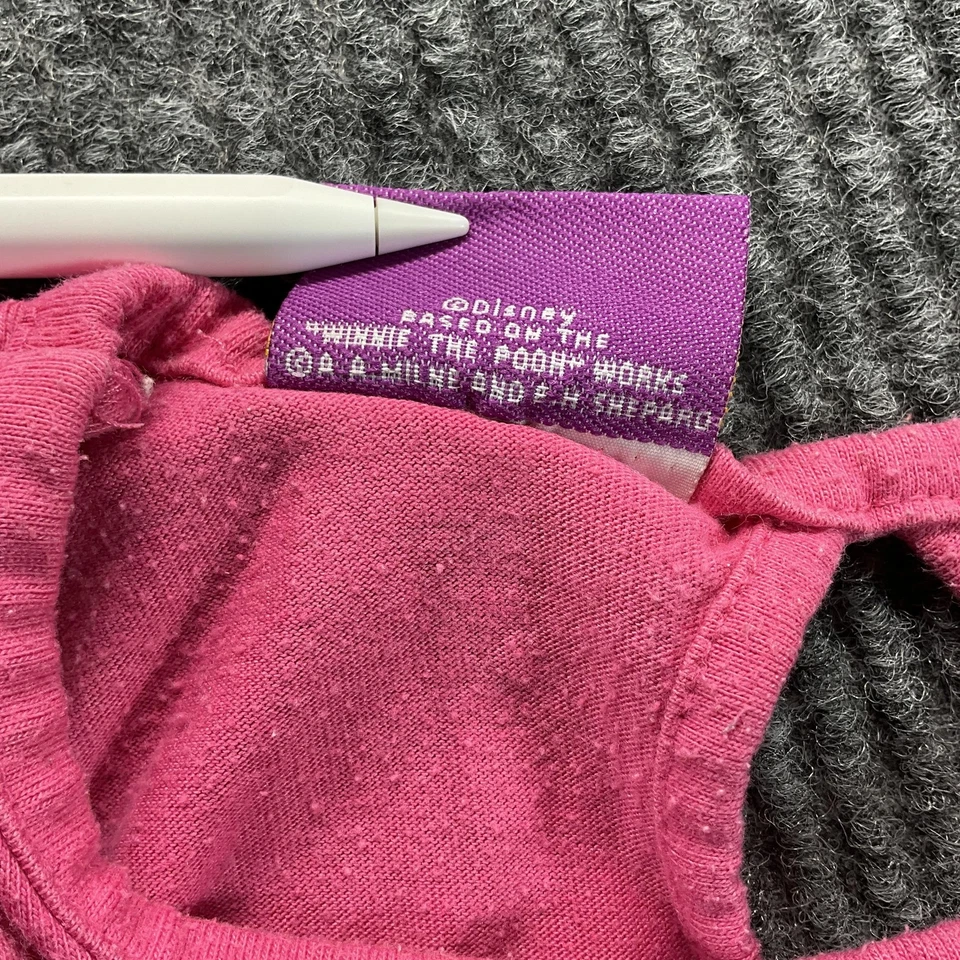 ©Disney
BASED ON THE
"WINNIE THE POOH" WORKS
© A. A. MILNE AND E. H. SHEPARD